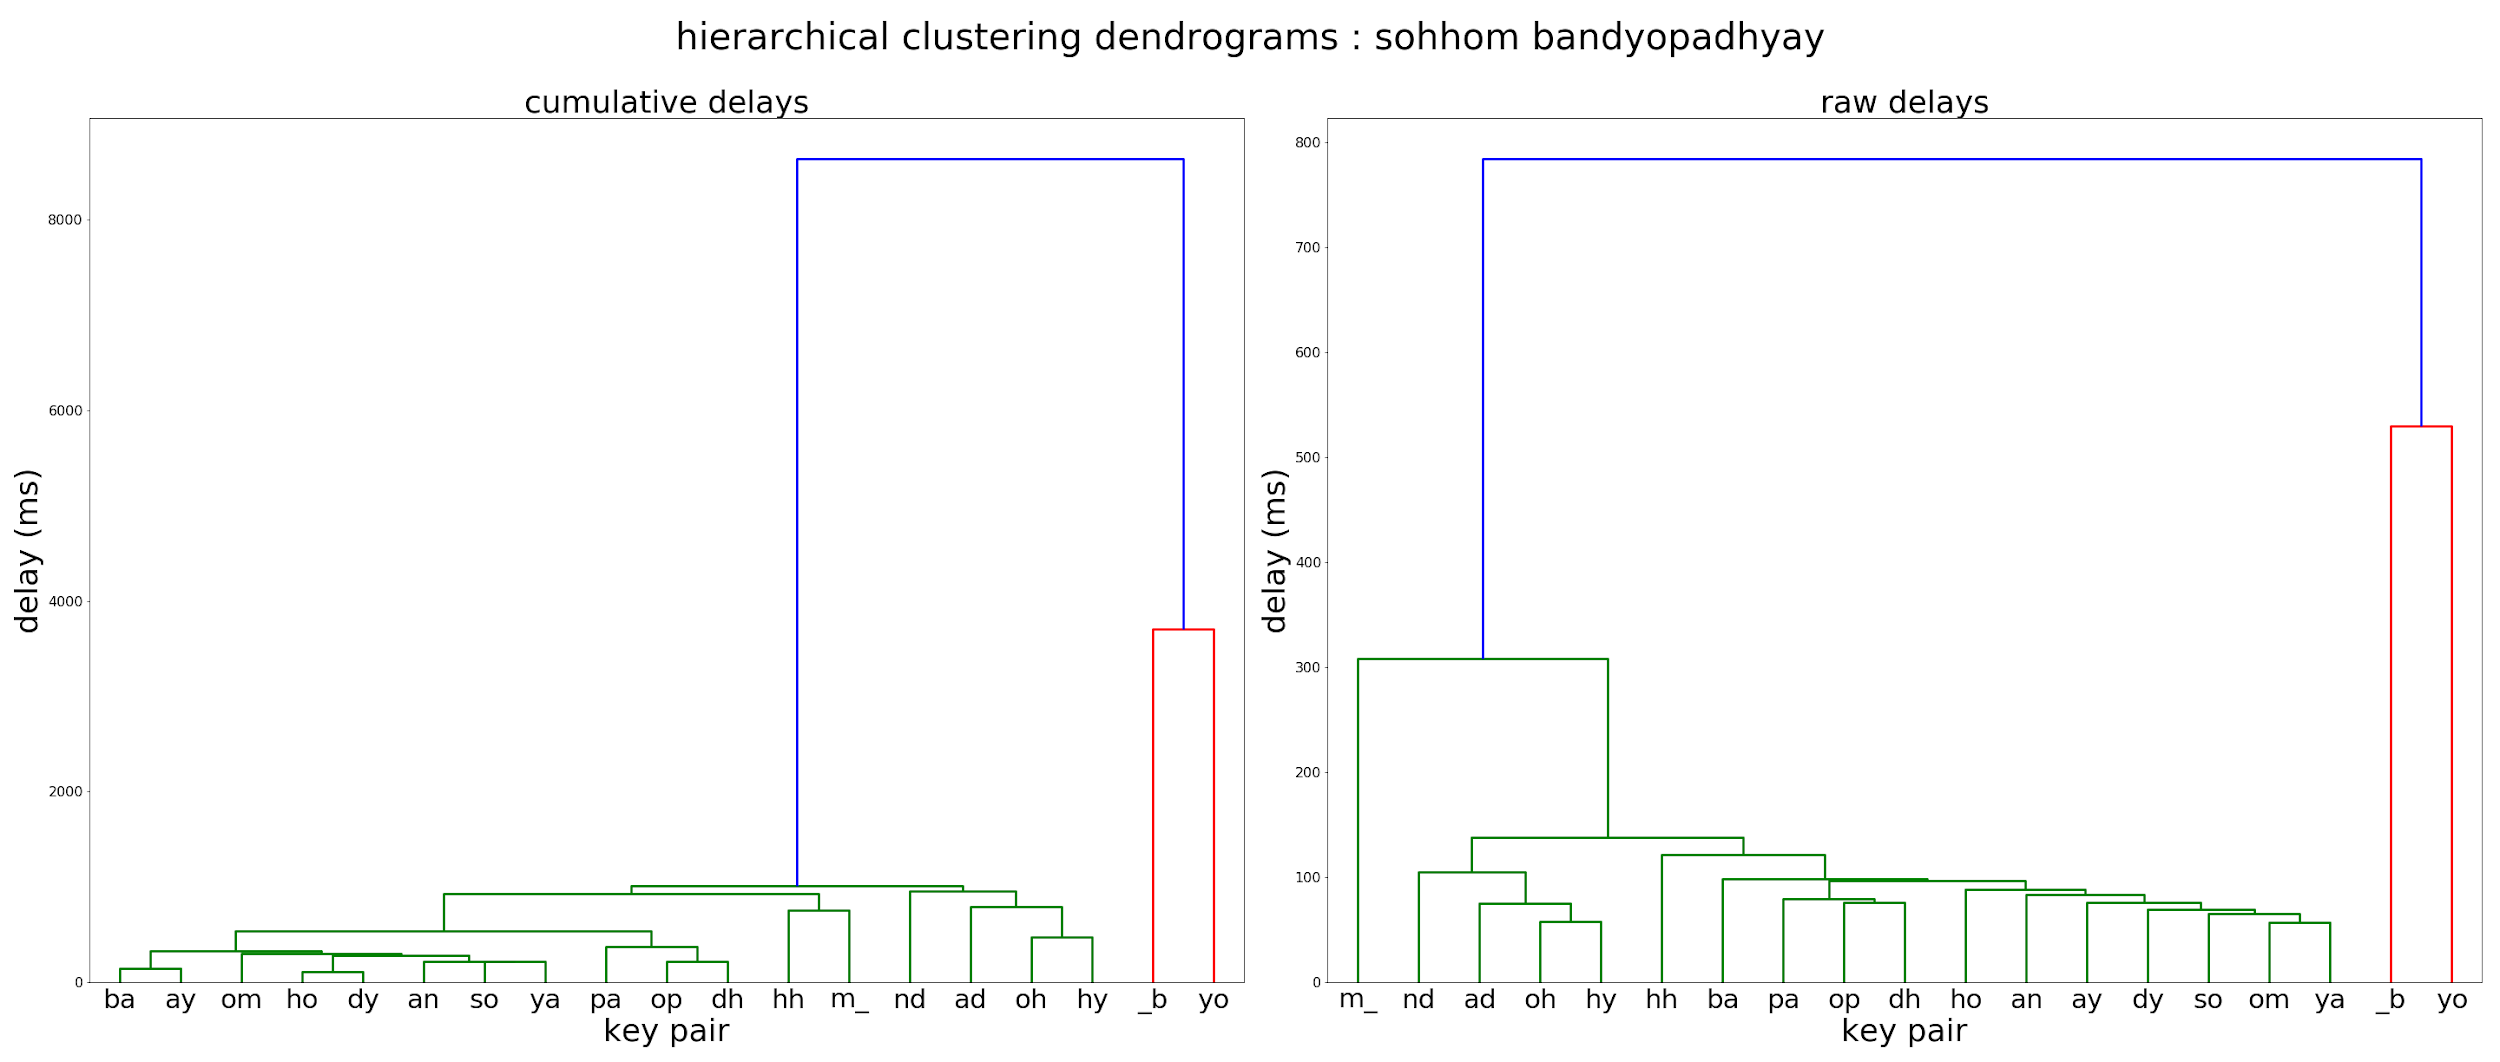 hierarchical clustering dendrograms : sohhom bandyopadhyay
cumulative delays
delay (ms)
8000
6000
4000
2000
0
ba ay om ho dy an so ya pa op dh hh m_ nd ad oh hy _b yo
key pair
raw delays
delay (ms)
800
700
600
500
400
300
200
100
0
m_ nd ad oh hy hh ba pa op dh ho an ay dy so om ya _b yo
key pair